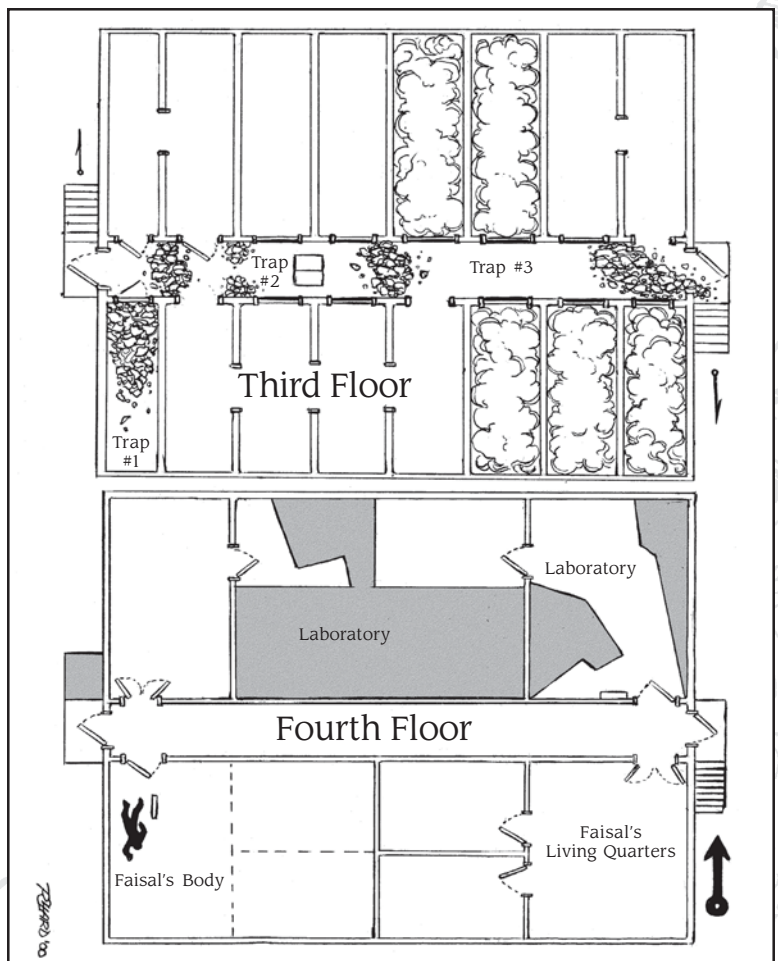 Trap
#2
Trap #3
Third Floor
Trap
#1
Laboratory
Laboratory
Fourth Floor
Faisal's
Living Quarters
Faisal's Body